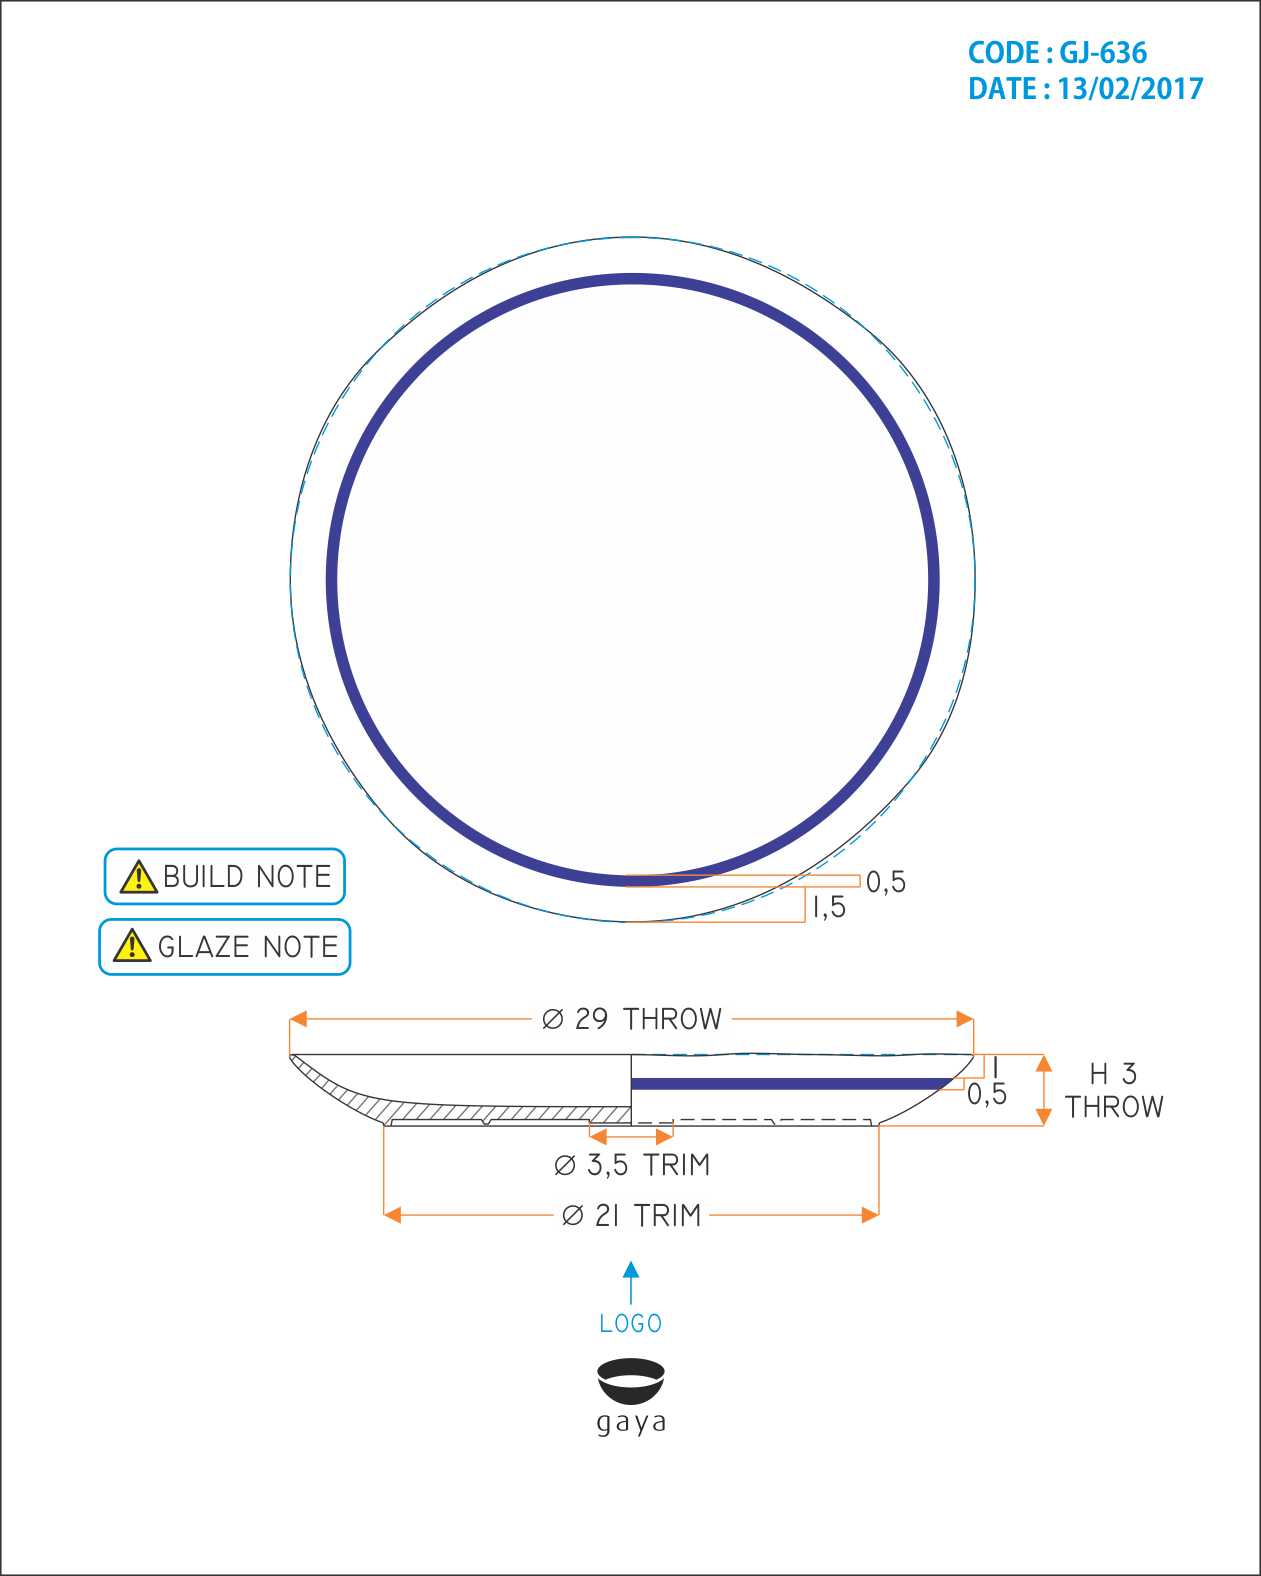 CODE : GJ-636
DATE : 13/02/2017
0,5
1,5
BUILD NOTE
GLAZE NOTE
Ø 29 THROW
1
0,5
H 3
THROW
Ø 3,5 TRIM
Ø 21 TRIM
LOGO
gaya